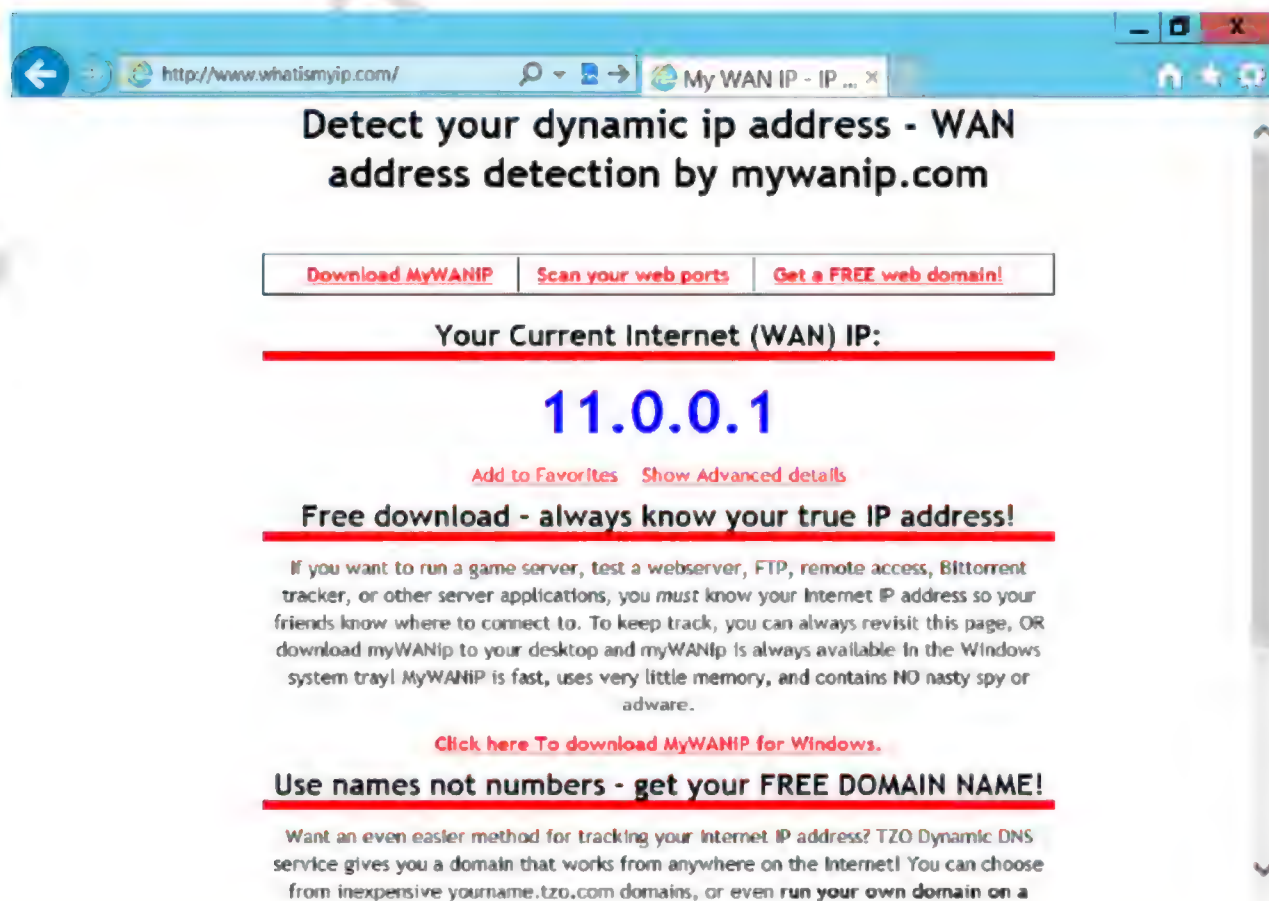 http://www.whatismyip.com/
My WAN IP - IP ...
Detect your dynamic ip address - WAN
address detection by mywanip.com
Download MyWANIP Scan your web ports Get a FREE web domain!
Your Current Internet (WAN) IP:
11.0.0.1
Add to Favorites Show Advanced details
Free download - always know your true IP address!
If you want to run a game server, test a webserver, FTP, remote access, Bittorrent
tracker, or other server applications, you must know your Internet IP address so your
friends know where to connect to. To keep track, you can always revisit this page, OR
download myWANip to your desktop and myWANip is always available in the Windows
system tray! MyWANiP is fast, uses very little memory, and contains NO nasty spy or
adware.
Click here To download MyWANiP for Windows.
Use names not numbers - get your FREE DOMAIN NAME!
Want an even easier method for tracking your Internet IP address? TZO Dynamic DNS
service gives you a domain that works from anywhere on the Internet! You can choose
from inexpensive yourname.tzo.com domains, or even run your own domain on a